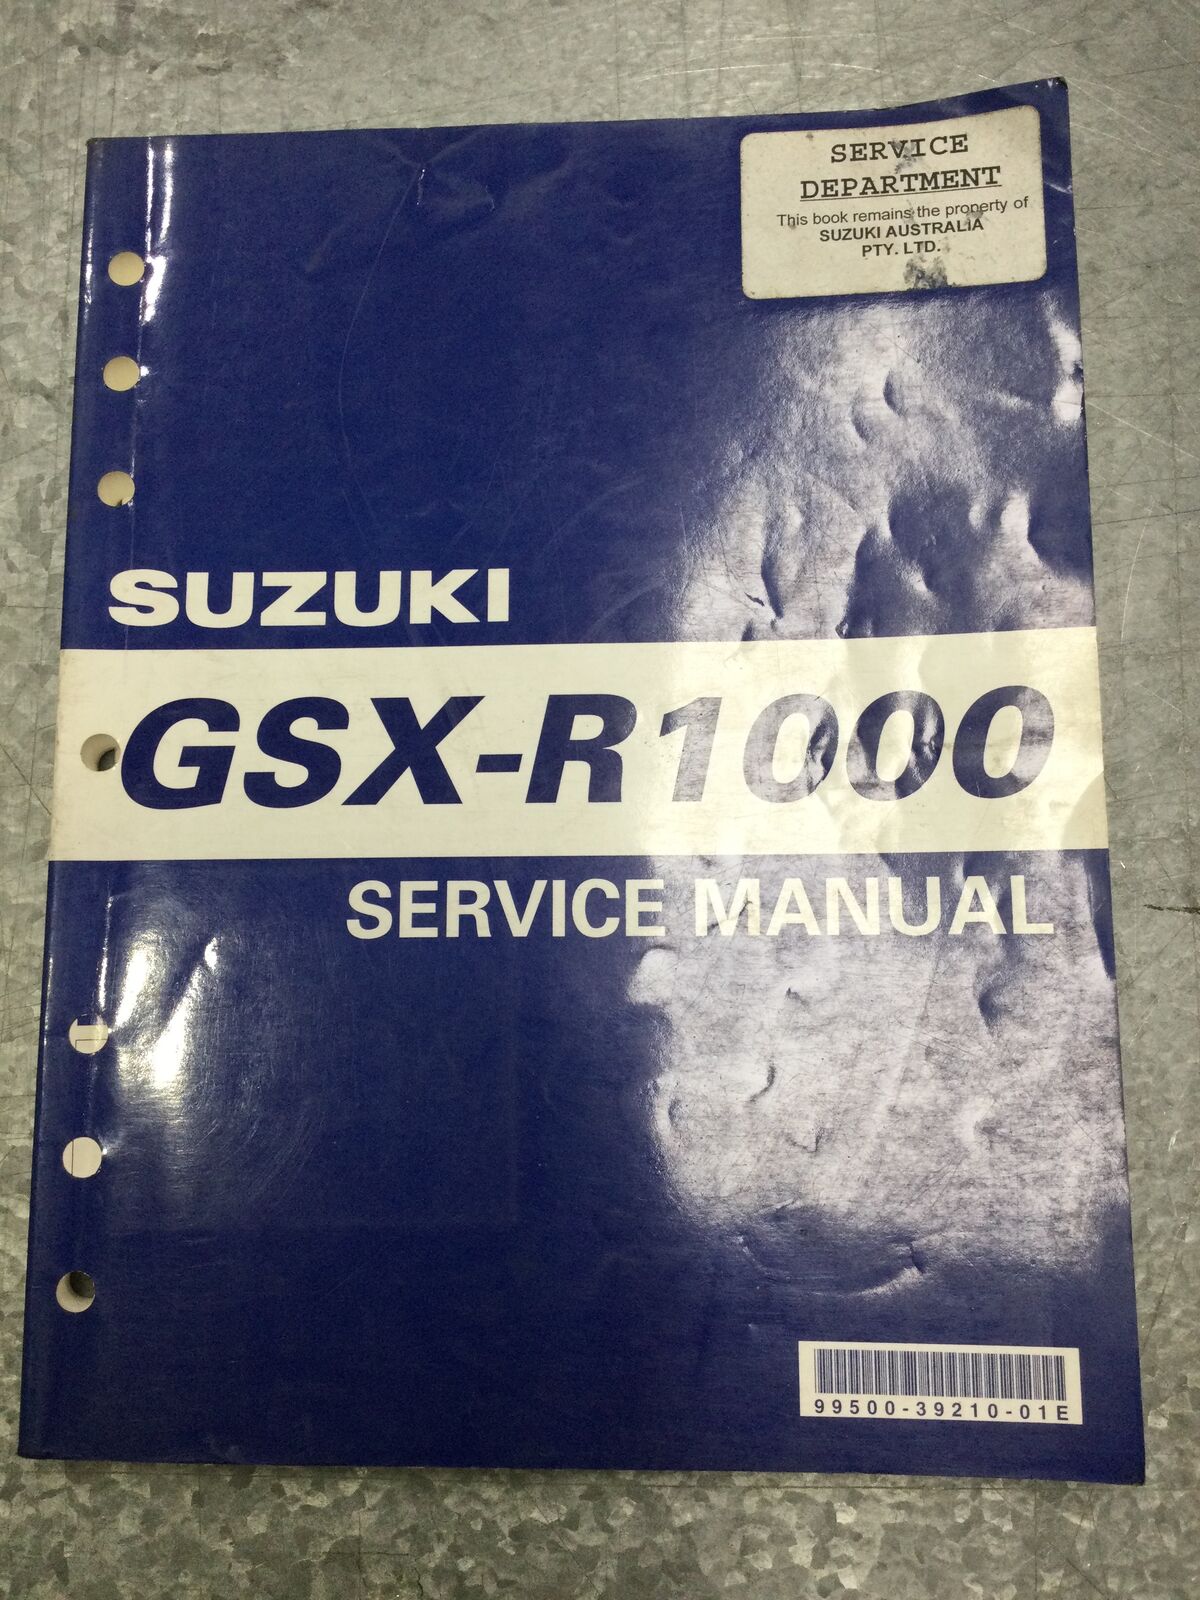 SERVICE
DEPARTMENT
This book remains the property of
SUZUKI AUSTRALIA
PTY. LTD.
SUZUKI
GSX-R1000
SERVICE MANUAL
99500-39210-01E